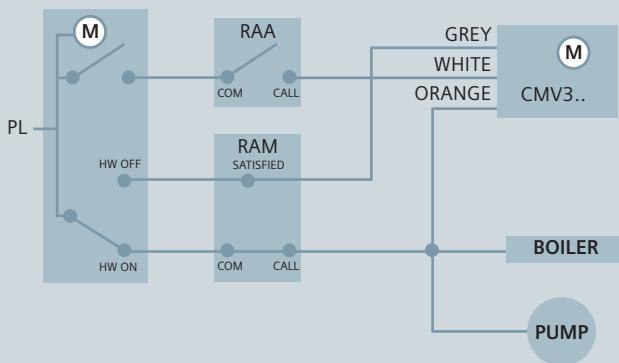 M
RAA
COM
CALL
GREY
WHITE
ORANGE
M
CMV3..
PL
HW OFF
RAM
SATISFIED
HW ON
COM
CALL
BOILER
PUMP